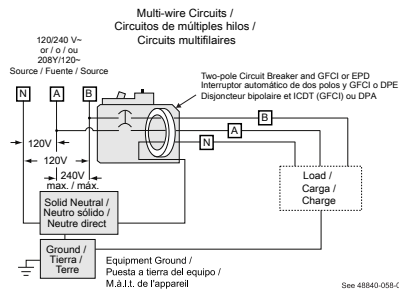 Multi-wire Circuits /
Circuitos de múltiples hilos /
Circuits multifilaires
120/240 V~
or / o / ou
208Y/120~
Source / Fuente / Source
Two-pole Circuit Breaker and GFCI or EPD
Interruptor automático de dos polos y GFCI o DPE
Disjoncteur bipolaire et ICDT (GFCI) ou DPA
N
A
B
B
A
N
120V
120V
240V
max. / máx.
Load /
Carga /
Charge
Solid Neutral /
Neutro sólido /
Neutre direct
Ground /
Tierra /
Terre
Equipment Ground /
Puesta a tierra del equipo /
M.à.l.t. de l'appareil
See 48840-058-0